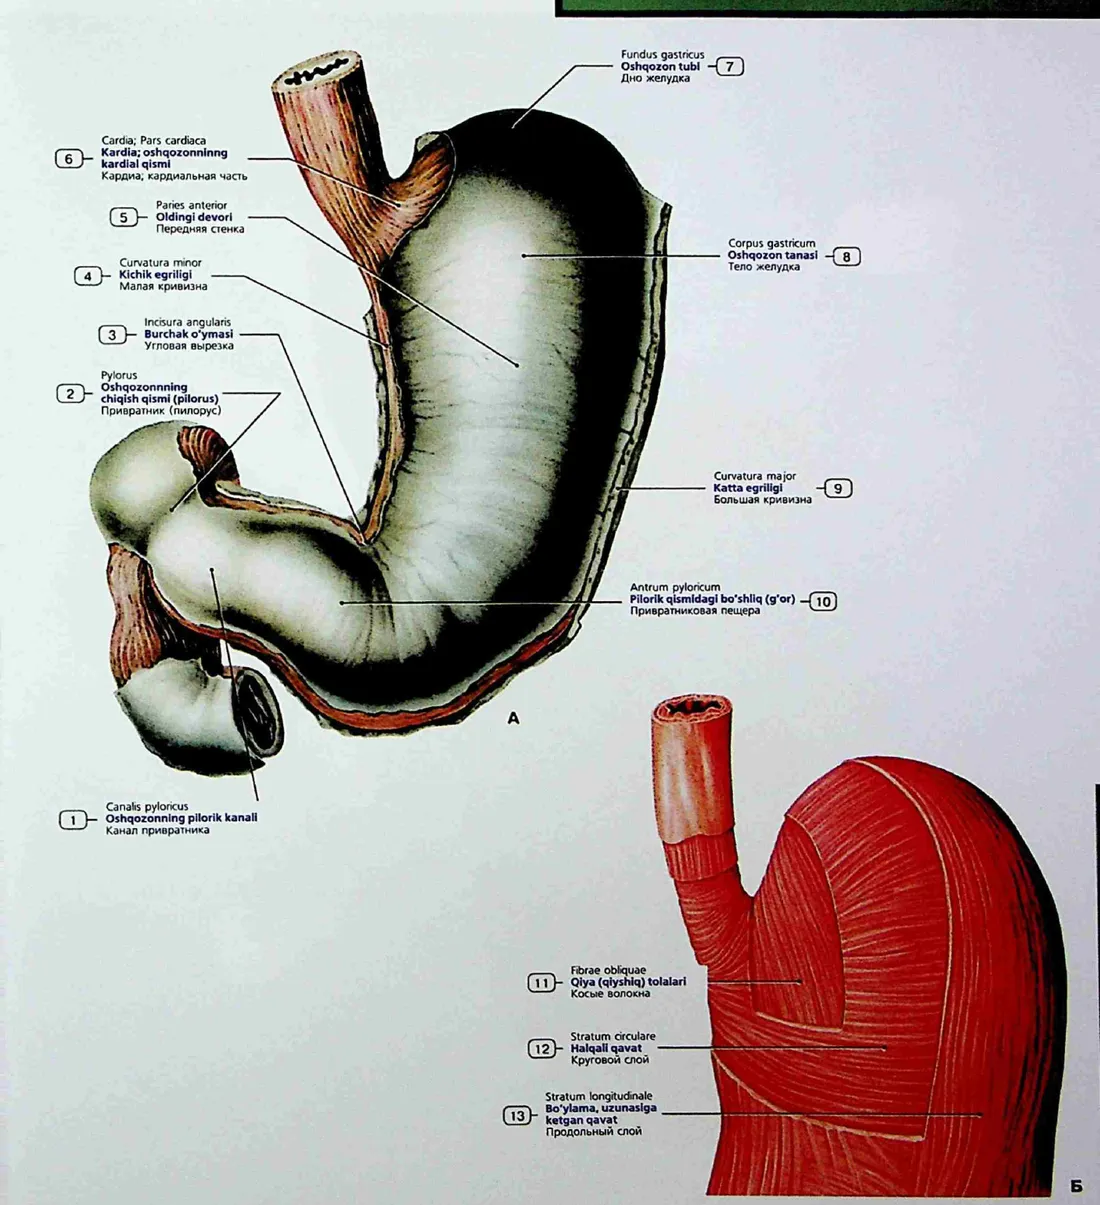 Fundus gastricus
Oshqozon tubi
Дно желудка
7
Cardia; Pars cardiaca
Kardia; oshqozonninng
kardial qismi
Кардиа; кардиальная часть
6
Paries anterior
Oldingi devori
Передняя стенка
5
Curvatura minor
Kichik egriligi
Малая кривизна
4
Incisura angularis
Burchak o'ymasi
Угловая вырезка
3
Pylorus
Oshqozonnning
chiqish qismi (pilorus)
Привратник (пилорус)
2
Corpus gastricum
Oshqozon tanasi
Тело желудка
8
Curvatura major
Katta egriligi
Большая кривизна
9
Antrum pyloricum
Pilorik qismidagi bo'shliq (g'or)
Привратниковая пещера
10
A
Canalis pyloricus
Oshqozonning pilorik kanali
Канал привратника
1
Fibrae obliquae
Qiya (qiyshiq) tolalari
Косые волокна
11
Stratum circulare
Halqali qavat
Круговой слой
12
Stratum longitudinale
Bo'ylama, uzunasiga
ketgan qavat
Продольный слой
13
Б